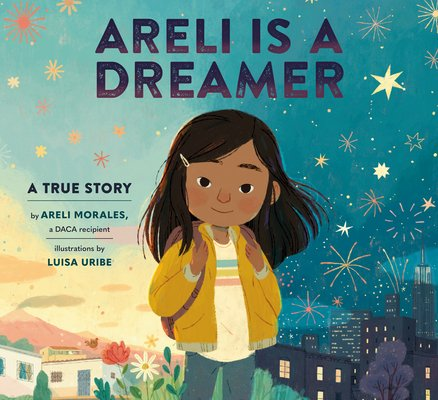 ARELI IS A
DREAMER
A TRUE STORY
by ARELI MORALES,
a DACA recipient
illustrations by
LUISA URIBE